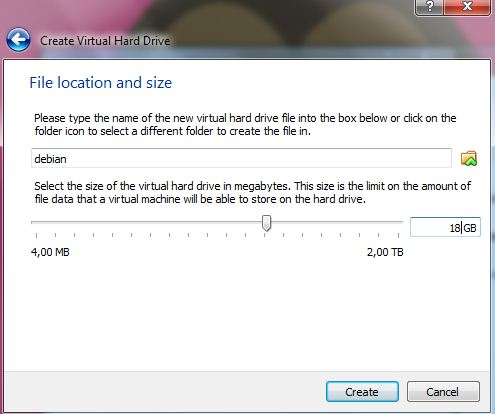 ?
X
Create Virtual Hard Drive
File location and size
Please type the name of the new virtual hard drive file into the box below or click on the
folder icon to select a different folder to create the file in.
debian
Select the size of the virtual hard drive in megabytes. This size is the limit on the amount of
file data that a virtual machine will be able to store on the hard drive.
18 GB
4,00 MB
2,00 TB
Create
Cancel